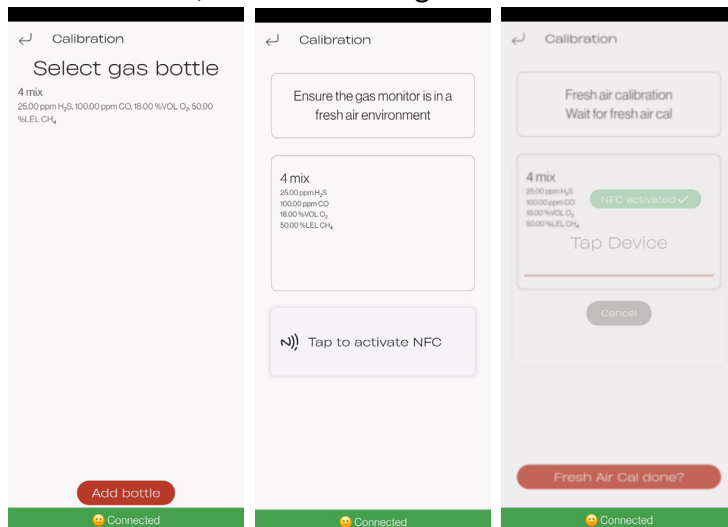 Calibration
Select gas bottle
4 mix
25.00 ppm H₂S, 100.00 ppm CO, 18.00 %VOL O₂, 50.00
%LEL CH₄
Add bottle
Connected
Calibration
Ensure the gas monitor is in a
fresh air environment
4 mix
25.00 ppm H₂S
100.00 ppm CO
18.00 %VOL O₂
50.00 %LEL CH₄
Tap to activate NFC
Connected
Calibration
Fresh air calibration
Wait for fresh air cal
4 mix
25.00 ppm H₂S
100.00 ppm CO
18.00 %VOL O₂
50.00 %LEL CH₄
NFC activated ✓
Tap Device
Cancel
Fresh Air Cal done?
Connected